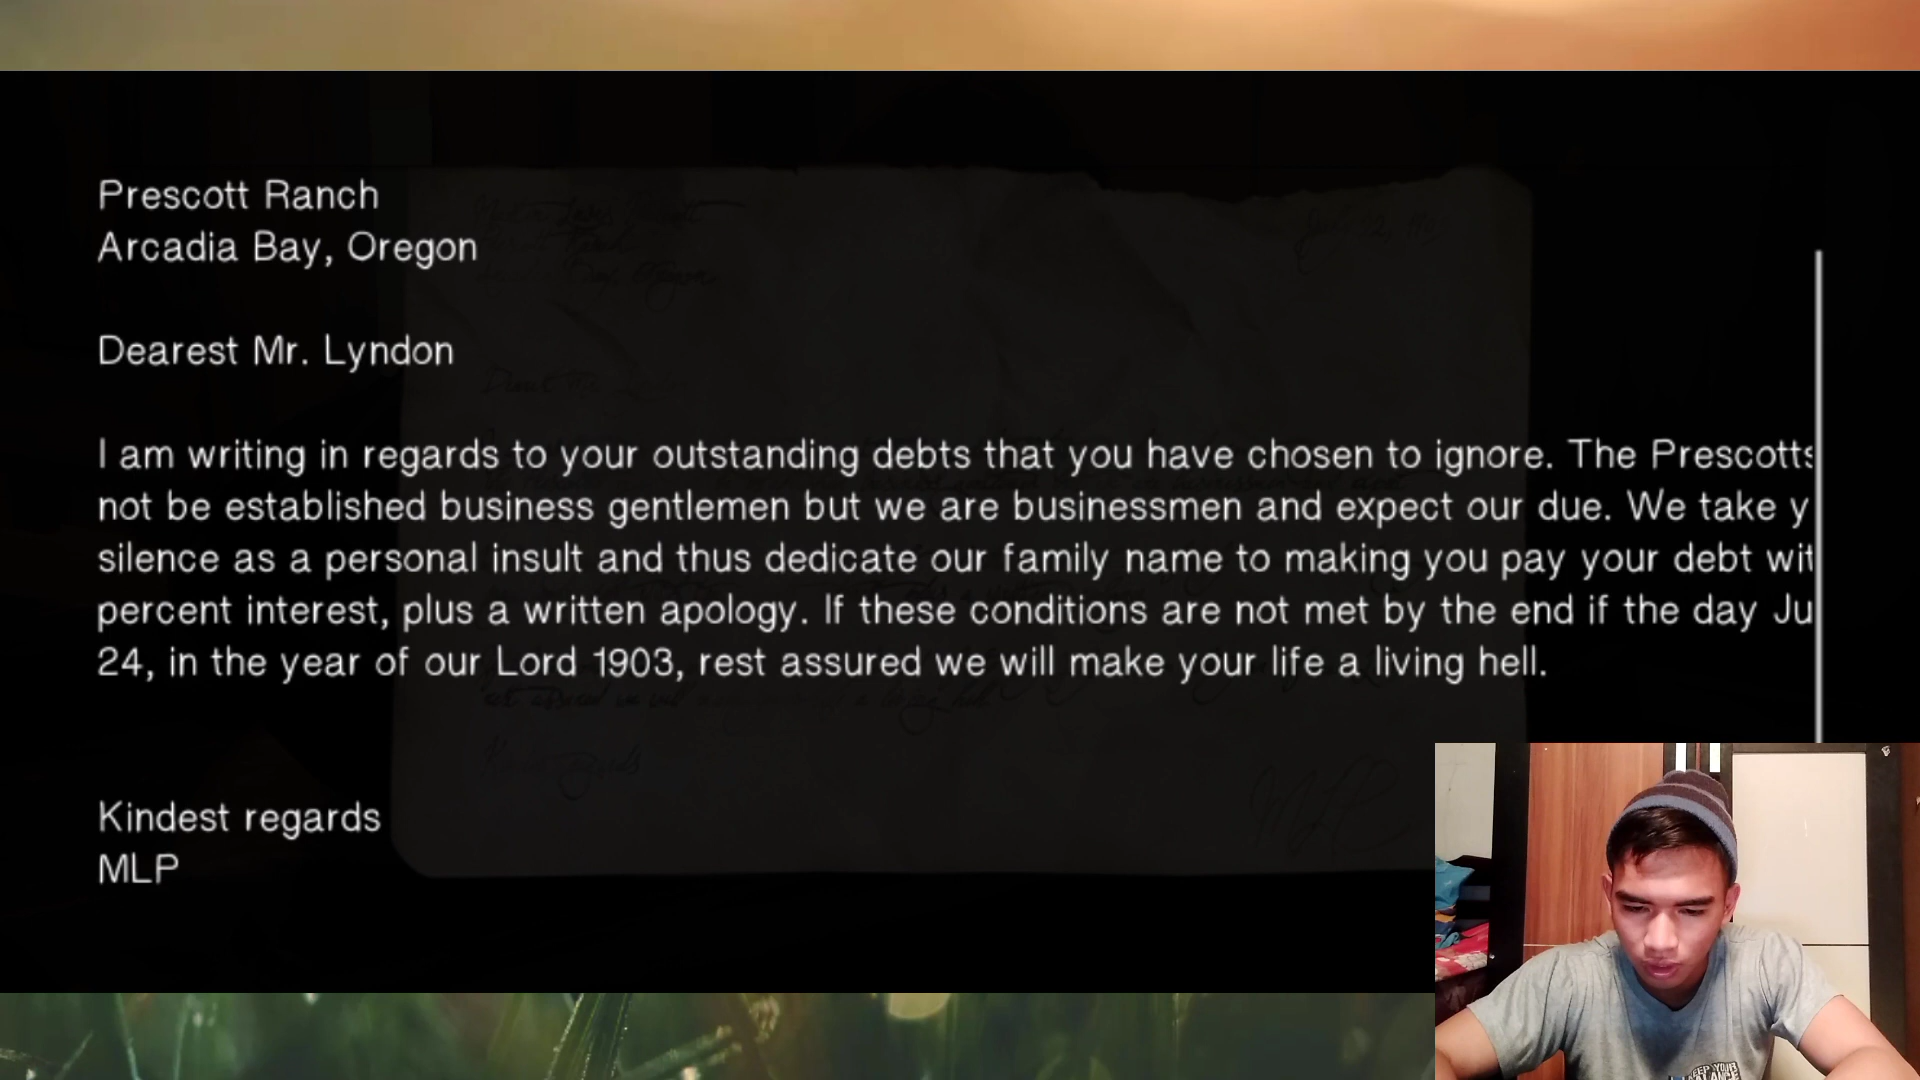 Prescott Ranch
Arcadia Bay, Oregon
Dearest Mr. Lyndon
I am writing in regards to your outstanding debts that you have chosen to ignore. The Prescotts
not be established business gentlemen but we are businessmen and expect our due. We take y
silence as a personal insult and thus dedicate our family name to making you pay your debt wit
percent interest, plus a written apology. If these conditions are not met by the end if the day Ju
24, in the year of our Lord 1903, rest assured we will make your life a living hell.
Kindest regards
MLP